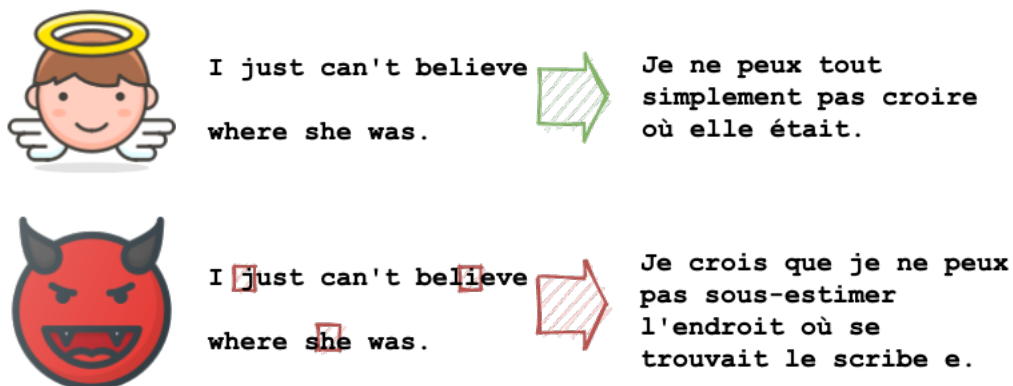 I just can't believe
where she was.
Je ne peux tout
simplement pas croire
où elle était.
I just can't believe
where she was.
Je crois que je ne peux
pas sous-estimer
l'endroit où se
trouvait le scribe e.